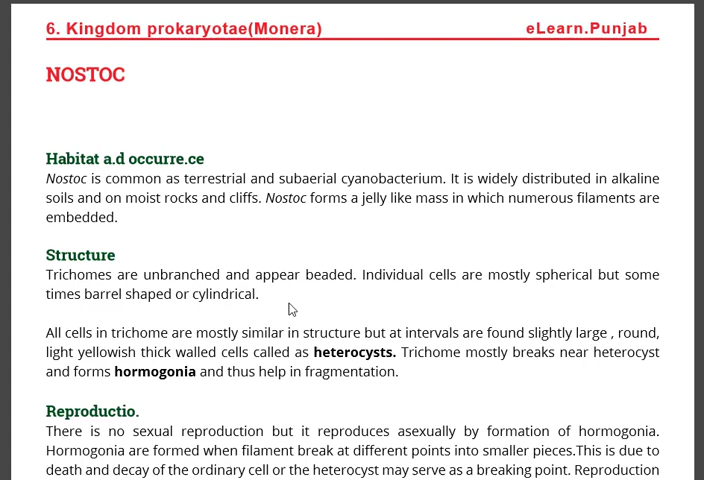 6. Kingdom prokaryotae(Monera)
eLearn.Punjab
NOSTOC
Habitat a.d occurre.ce
Nostoc is common as terrestrial and subaerial cyanobacterium. It is widely distributed in alkaline
soils and on moist rocks and cliffs. Nostoc forms a jelly like mass in which numerous filaments are
embedded.
Structure
Trichomes are unbranched and appear beaded. Individual cells are mostly spherical but some
times barrel shaped or cylindrical.
All cells in trichome are mostly similar in structure but at intervals are found slightly large , round,
light yellowish thick walled cells called as heterocysts. Trichome mostly breaks near heterocyst
and forms hormogonia and thus help in fragmentation.
Reproductio.
There is no sexual reproduction but it reproduces asexually by formation of hormogonia.
Hormogonia are formed when filament break at different points into smaller pieces.This is due to
death and decay of the ordinary cell or the heterocyst may serve as a breaking point. Reproduction